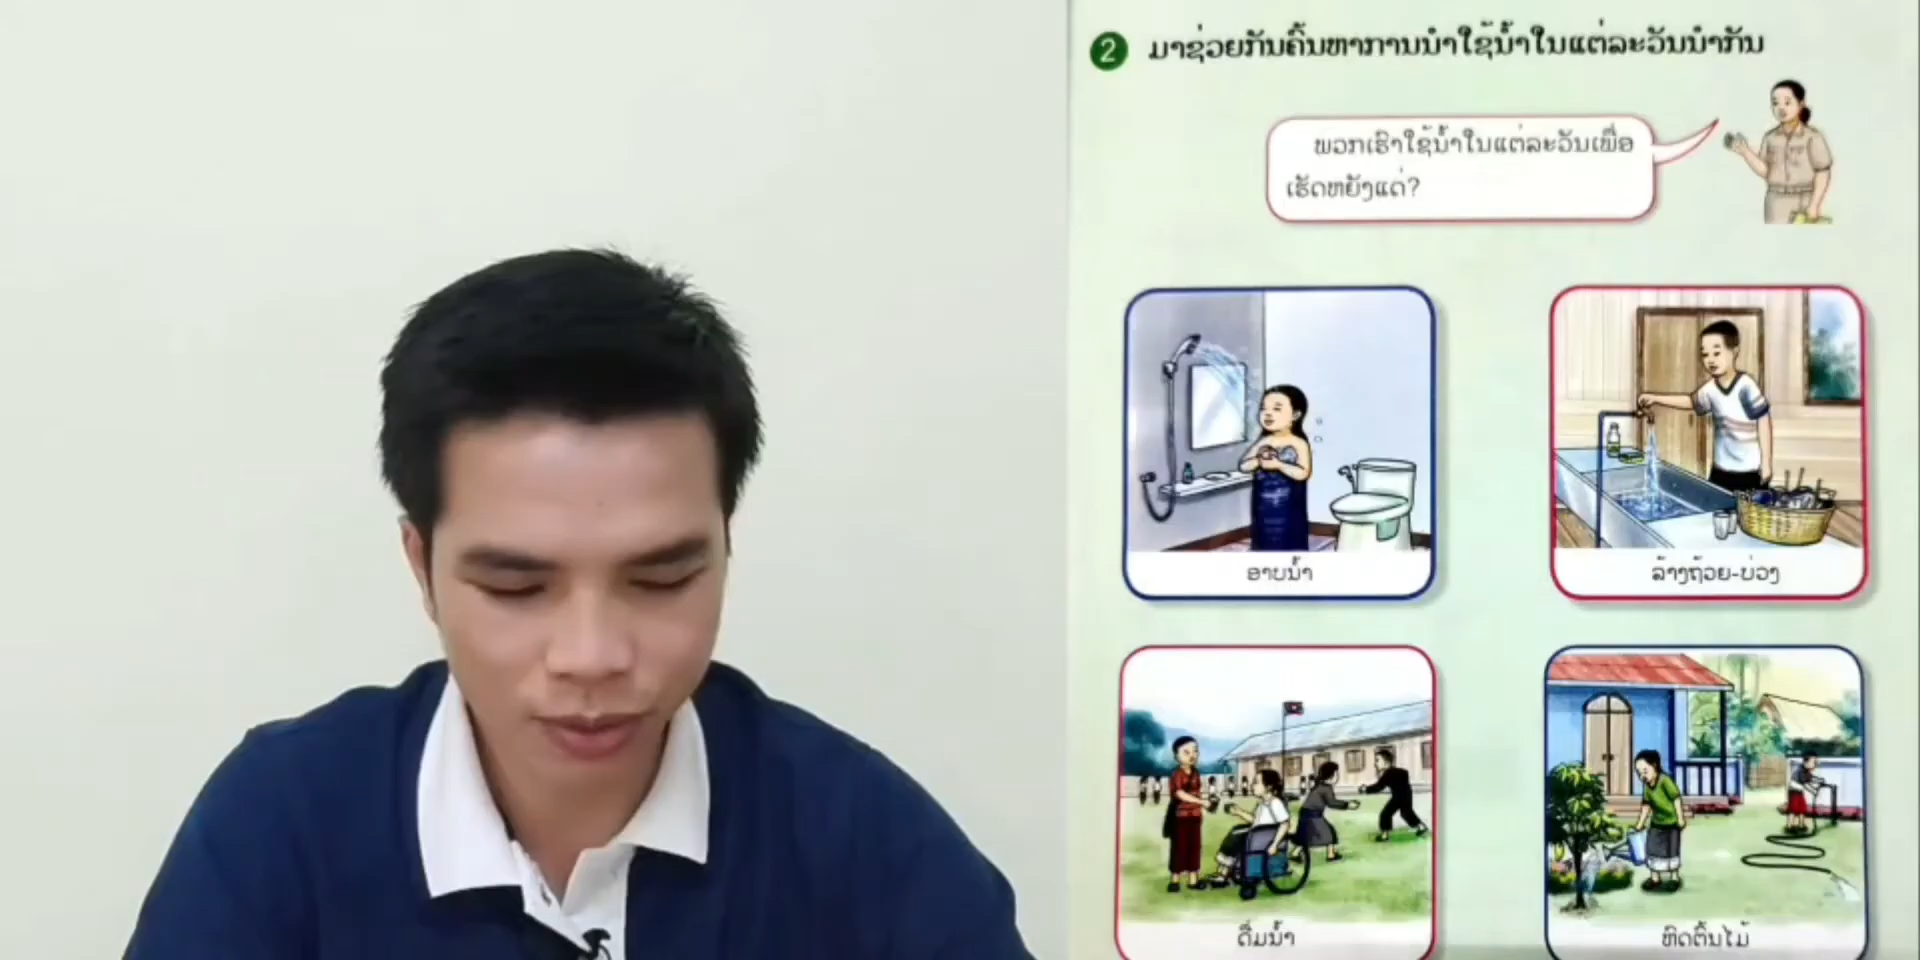 2 ມາຊ່ວຍກັນຄົ້ນຫາການນໍາໃຊ້ນໍ້າໃນແຕ່ລະວັນນໍາກັນ
ພວກເຮົາໃຊ້ນໍ້າໃນແຕ່ລະວັນເພື່ອ
ເຮັດຫຍັງແດ່?
ອາບນໍ້າ
ລ້າງຖ້ວຍ-ບ່ວງ
ດື່ມນໍ້າ
ຫົດຕົ້ນໄມ້